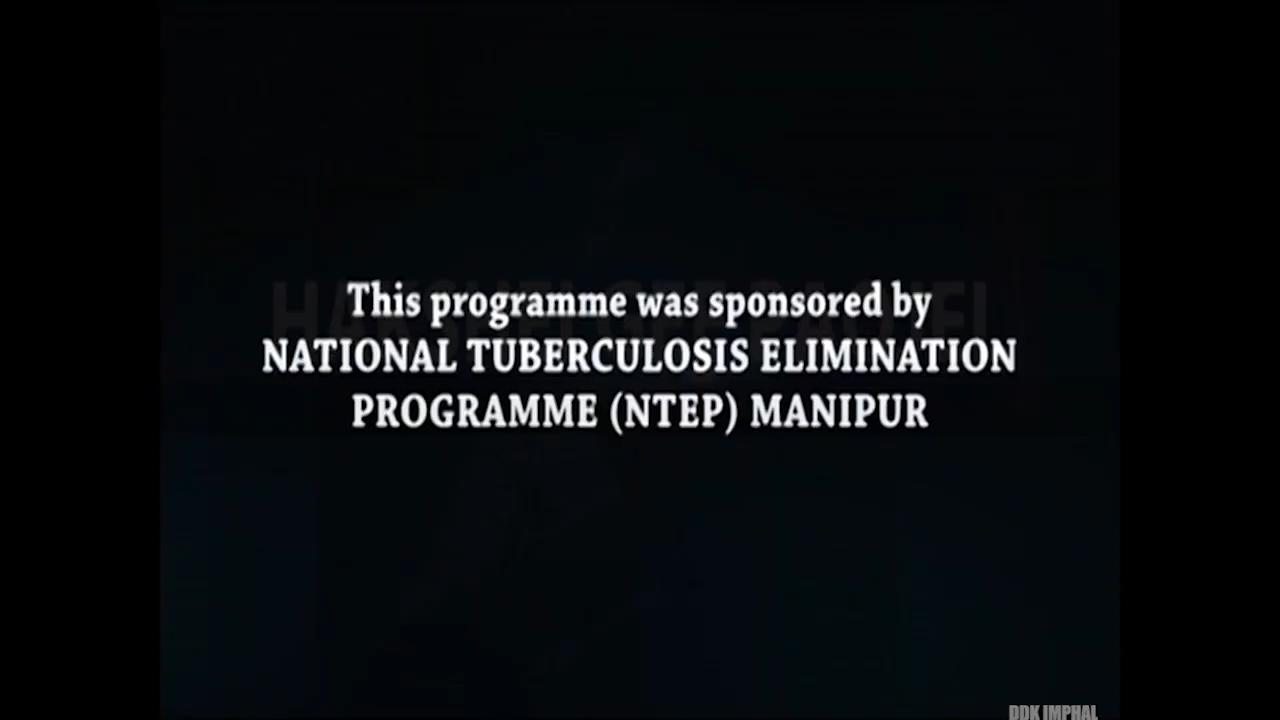 This programme was sponsored by
NATIONAL TUBERCULOSIS ELIMINATION
PROGRAMME (NTEP) MANIPUR
DDK IMPHAL